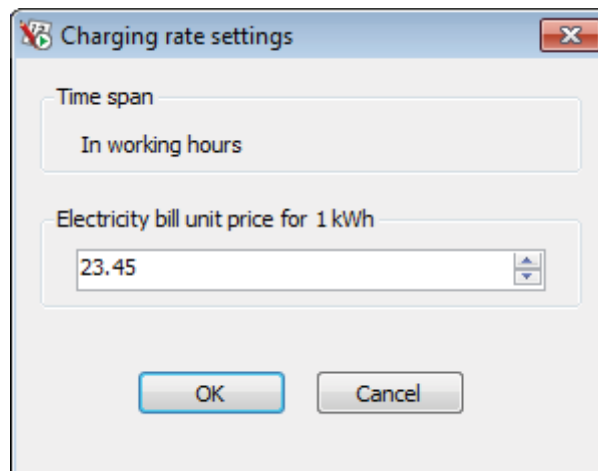 Charging rate settings
Time span
In working hours
Electricity bill unit price for 1 kWh
23.45
OK
Cancel